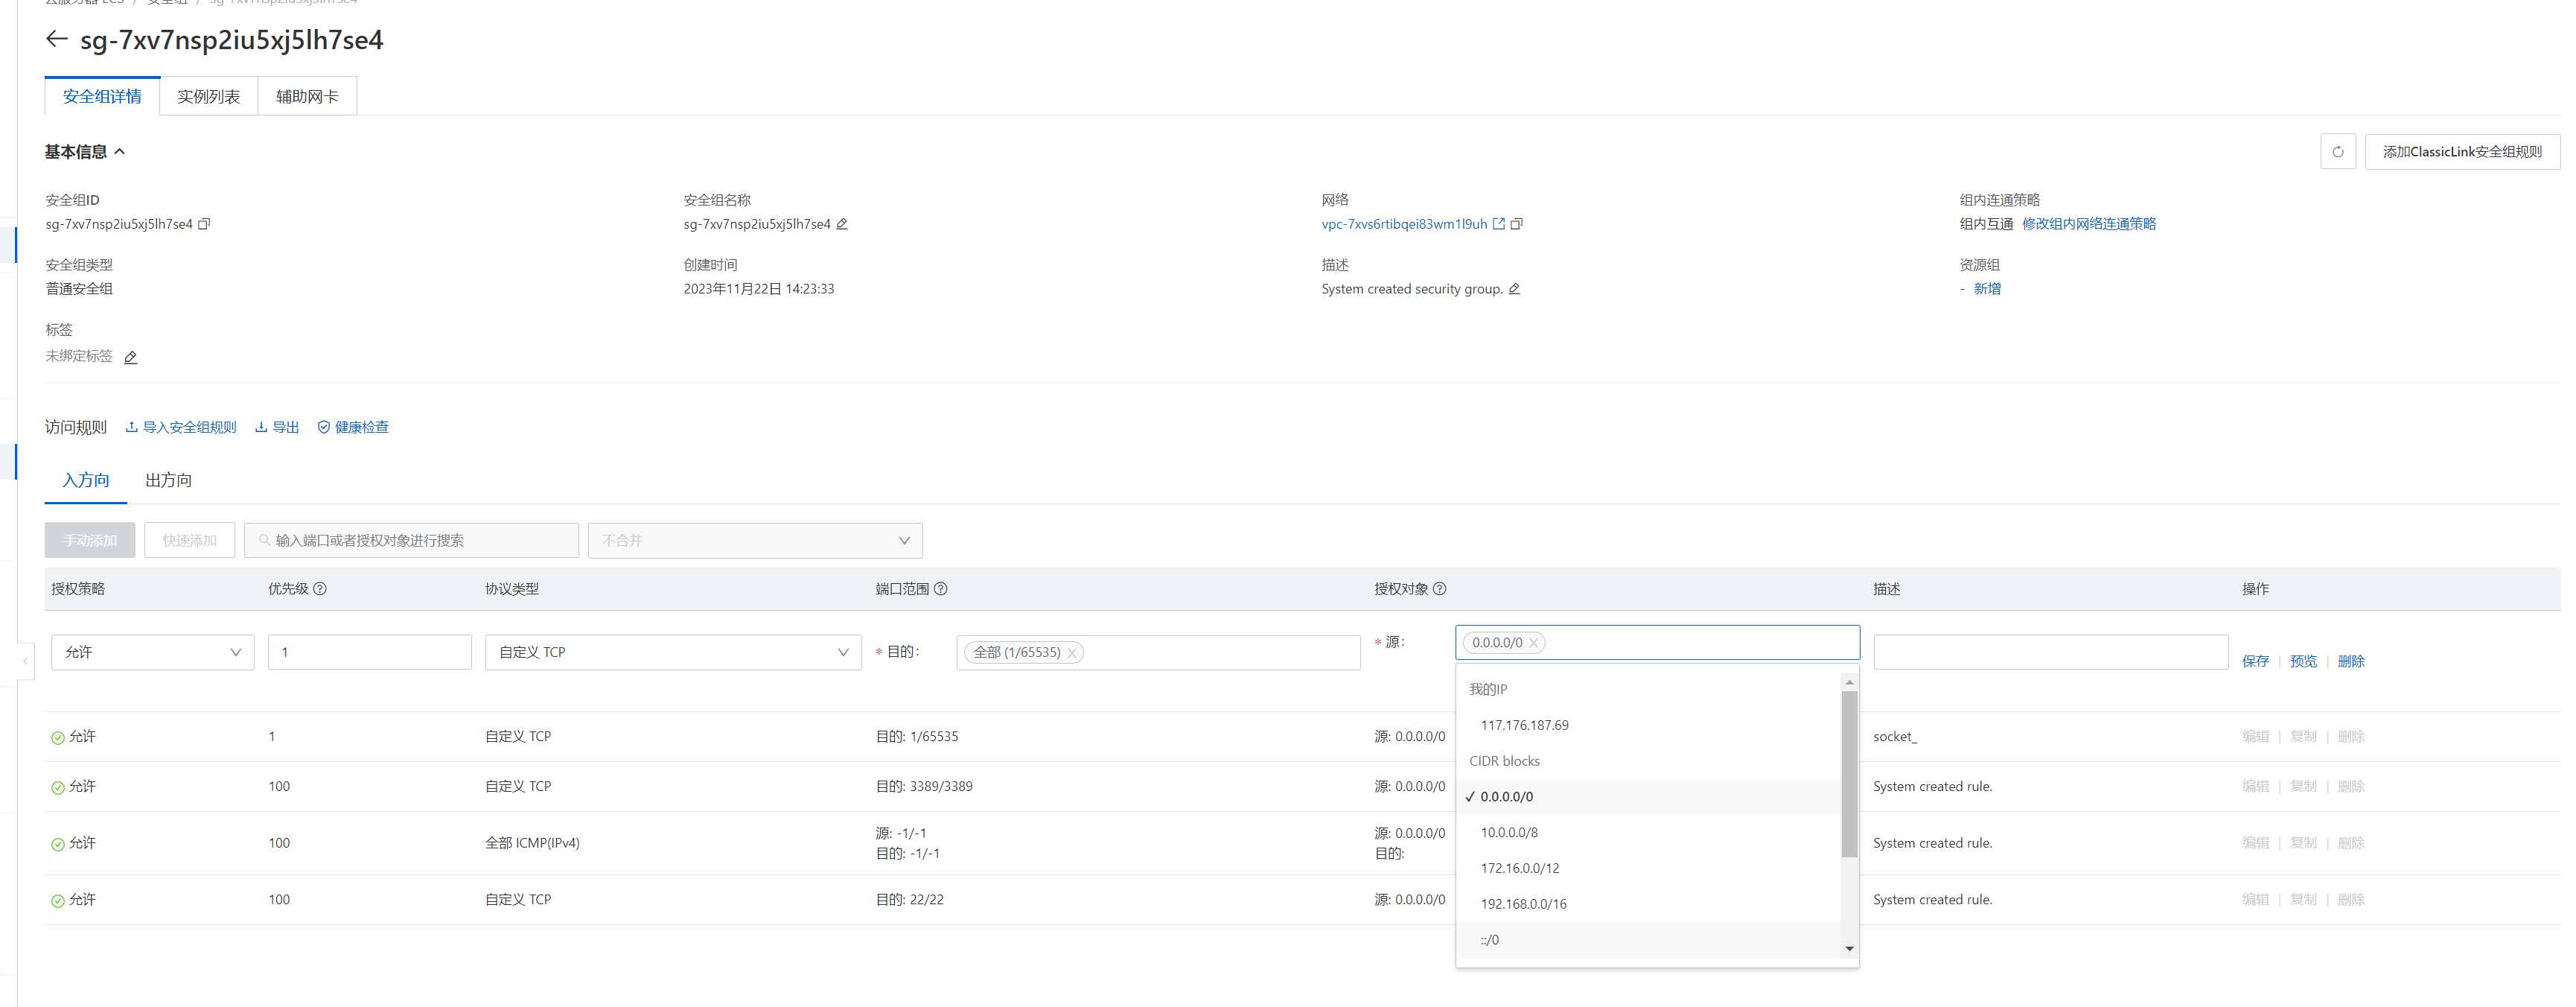 云服务器 ECS / 安全组 / sg-7xv7nsp2iu5xj5lh7se4
sg-7xv7nsp2iu5xj5lh7se4
安全组详情 实例列表 辅助网卡
基本信息
添加ClassicLink安全组规则
安全组ID 安全组名称 网络 组内连通策略
sg-7xv7nsp2iu5xj5lh7se4 sg-7xv7nsp2iu5xj5lh7se4 vpc-7xvs6rtibqei83wm1l9uh 组内互通 修改组内网络连通策略
安全组类型 创建时间 描述 资源组
普通安全组 2023年11月22日 14:23:33 System created security group. - 新增
标签
未绑定标签
访问规则 导入安全组规则 导出 健康检查
入方向 出方向
手动添加 快速添加 输入端口或者授权对象进行搜索 不合并
授权策略 优先级 协议类型 端口范围 授权对象 描述 操作
允许 1 自定义 TCP * 目的: 全部 (1/65535) * 源: 0.0.0.0/0 保存 | 预览 | 删除
我的IP
117.176.187.69
CIDR blocks
0.0.0.0/0
10.0.0.0/8
172.16.0.0/12
192.168.0.0/16
::/0
允许 1 自定义 TCP 目的: 1/65535 源: 0.0.0.0/0 socket_ 编辑 | 复制 | 删除
允许 100 自定义 TCP 目的: 3389/3389 源: 0.0.0.0/0 System created rule. 编辑 | 复制 | 删除
允许 100 全部 ICMP(IPv4) 源: -1/-1 源: 0.0.0.0/0 System created rule. 编辑 | 复制 | 删除
目的: -1/-1 目的:
允许 100 自定义 TCP 目的: 22/22 源: 0.0.0.0/0 System created rule. 编辑 | 复制 | 删除